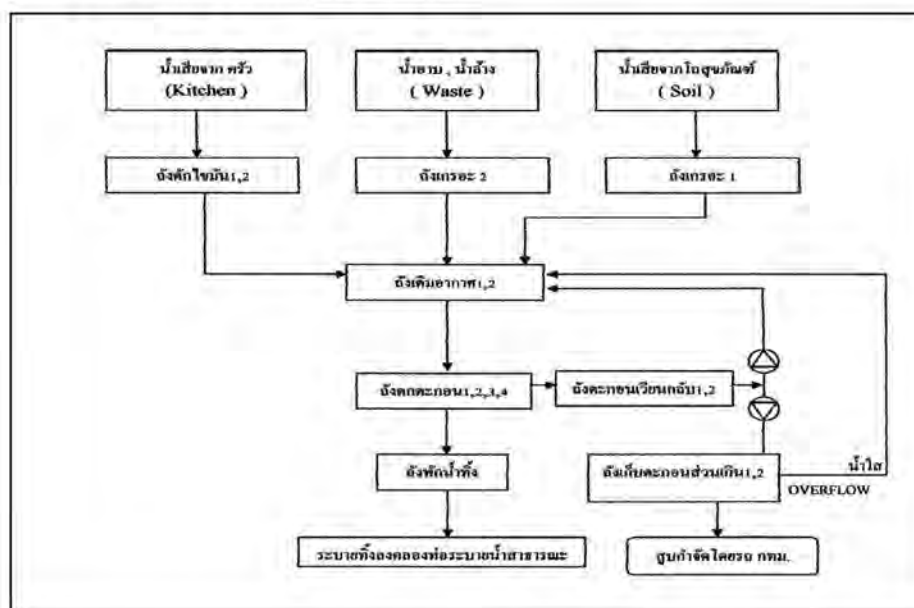 น้ำเสียจาก ครัว
(Kitchen)
น้ำอาบ , น้ำล้าง
( Waste )
น้ำเสียจากโถสุขภัณฑ์
( Soil )
ถังดักไขมัน1,2
ถังเกรอะ 2
ถังเกรอะ 1
ถังเติมอากาศ1,2
ถังตกตะกอน1,2,3,4
ถังตะกอนเวียนกลับ1,2
ถังพักน้ำทิ้ง
ถังเก็บตะกอนส่วนเกิน1,2
น้ำใส
OVERFLOW
ระบายทิ้งลงคลองท่อระบายน้ำสาธารณะ
สูบกำจัดโดยรถ กทม.